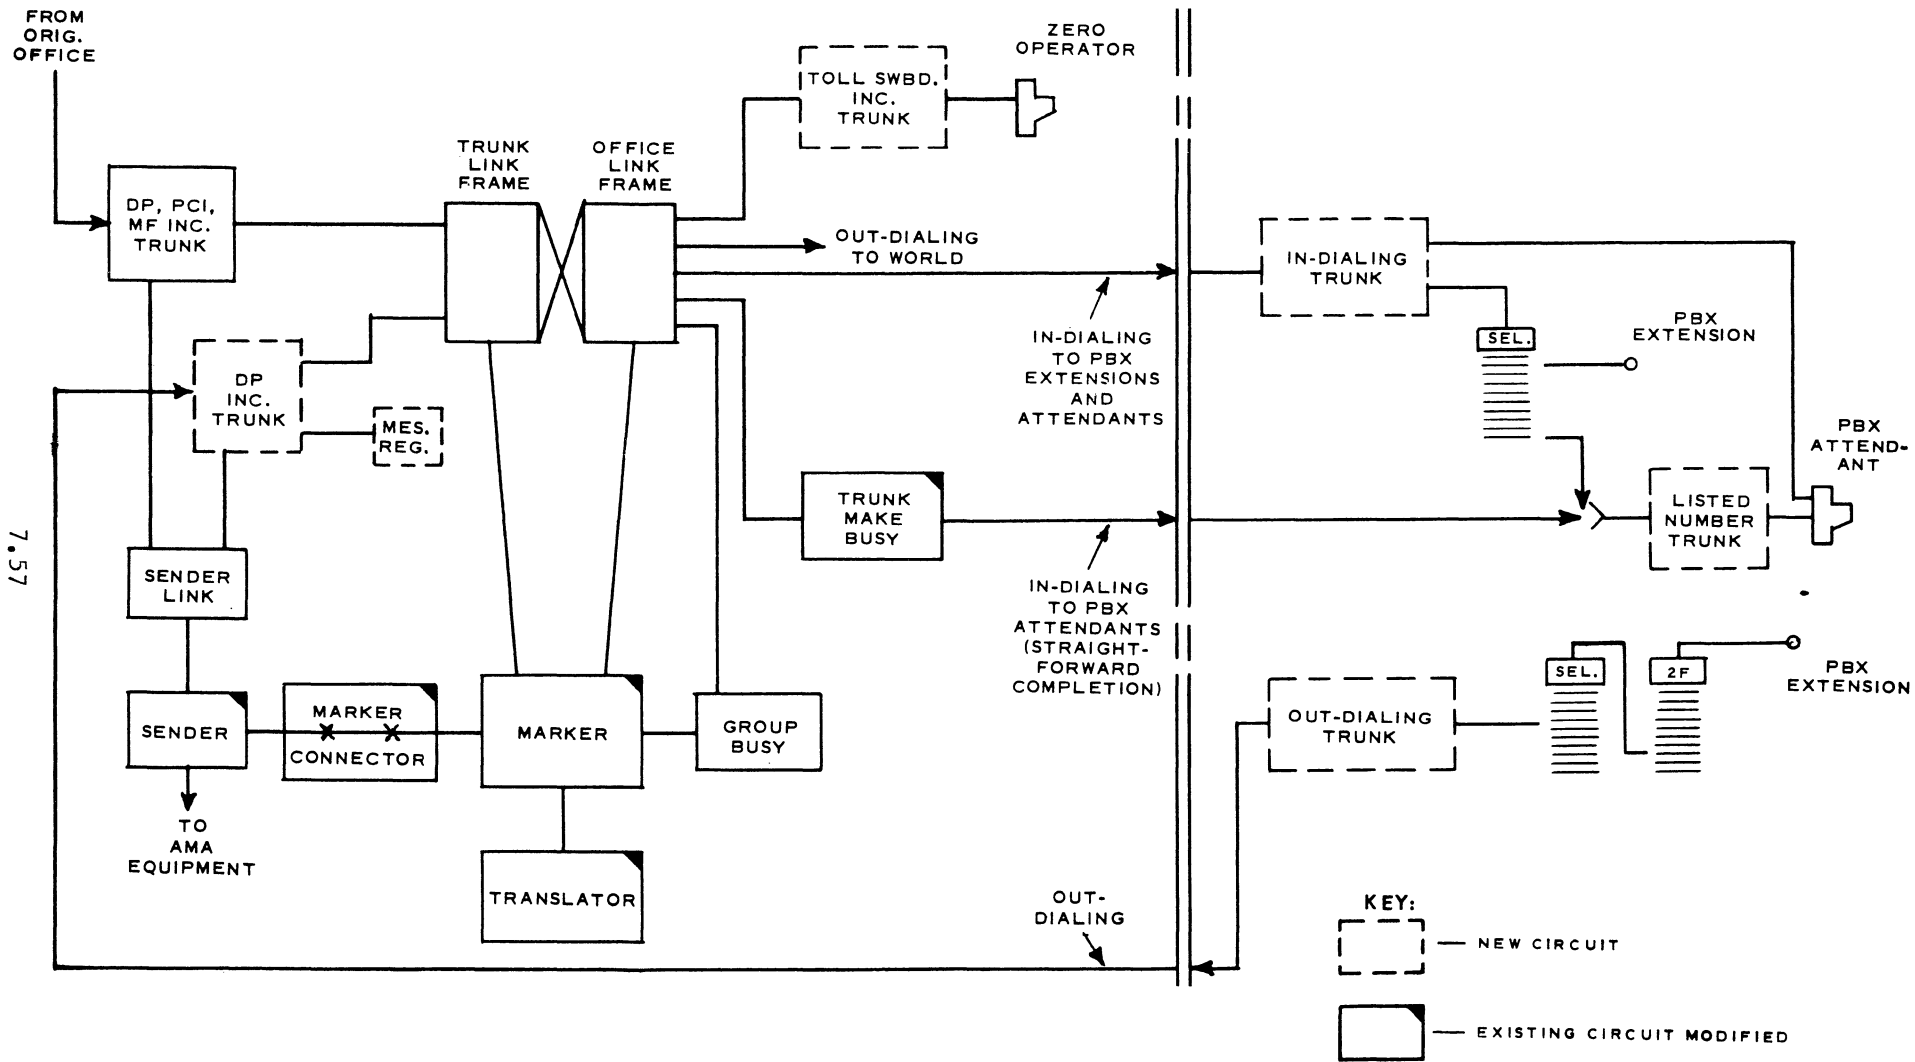 FROM
ORIG.
OFFICE
ZERO
OPERATOR
TOLL SWBD.
INC.
TRUNK
TRUNK
LINK
FRAME
OFFICE
LINK
FRAME
DP, PCI,
MF INC.
TRUNK
OUT-DIALING
TO WORLD
IN-DIALING
TRUNK
IN-DIALING
TO PBX
EXTENSIONS
AND
ATTENDANTS
SEL.
PBX
EXTENSION
DP
INC.
TRUNK
MES.
REG.
PBX
ATTEND-
ANT
TRUNK
MAKE
BUSY
LISTED
NUMBER
TRUNK
7.57
SENDER
LINK
IN-DIALING
TO PBX
ATTENDANTS
(STRAIGHT-
FORWARD
COMPLETION)
SEL.
2F
PBX
EXTENSION
SENDER
MARKER
CONNECTOR
MARKER
GROUP
BUSY
OUT-DIALING
TRUNK
TO
AMA
EQUIPMENT
TRANSLATOR
OUT-
DIALING
KEY:
— NEW CIRCUIT
— EXISTING CIRCUIT MODIFIED